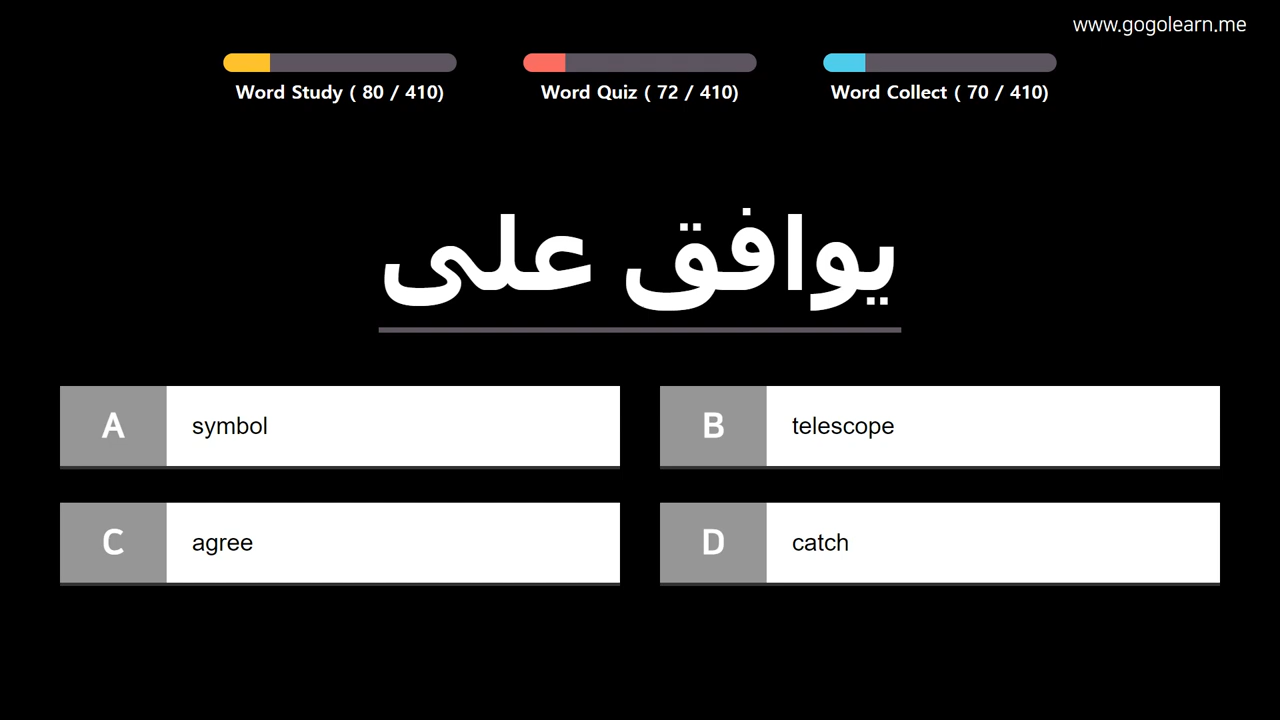 www.gogolearn.me
Word Study ( 80 / 410)
Word Quiz ( 72 / 410)
Word Collect ( 70 / 410)
يوافق على
A symbol
B telescope
C agree
D catch